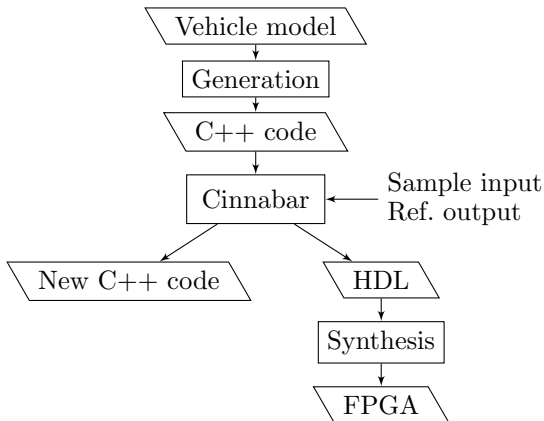 Vehicle model
Generation
C++ code
Cinnabar
Sample input
Ref. output
New C++ code
HDL
Synthesis
FPGA